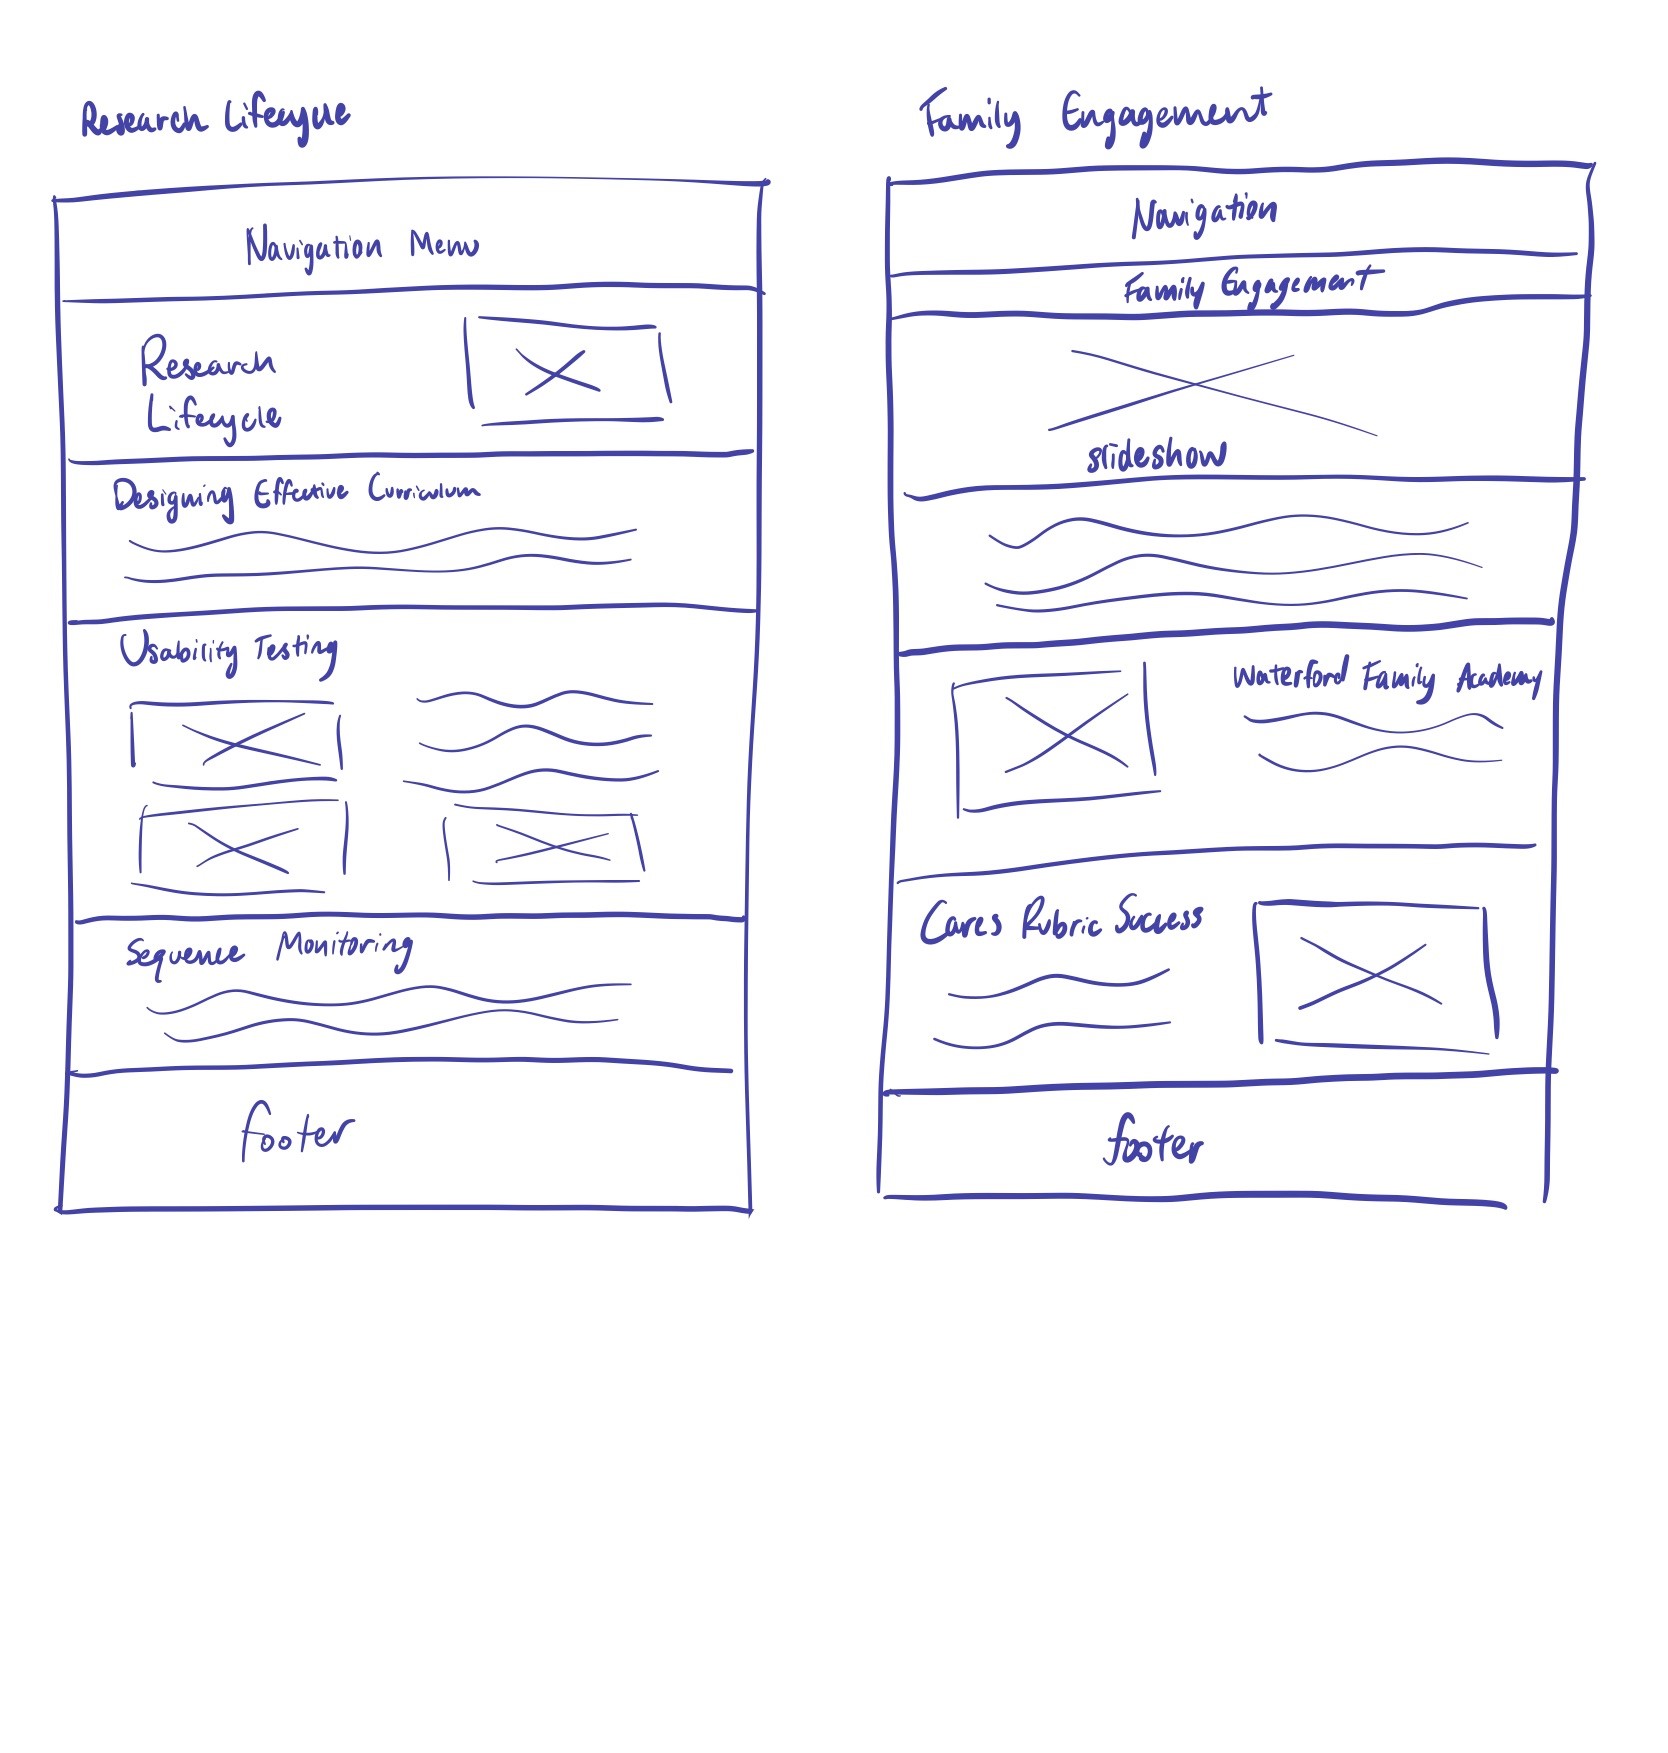 Research Lifecycle
Navigation Menu
Research
Lifecycle
Designing Effective Curriculum
Usability Testing
Sequence Monitoring
footer
Family Engagement
Navigation
Family Engagement
slideshow
Waterford Family Academy
Cares Rubric Success
footer